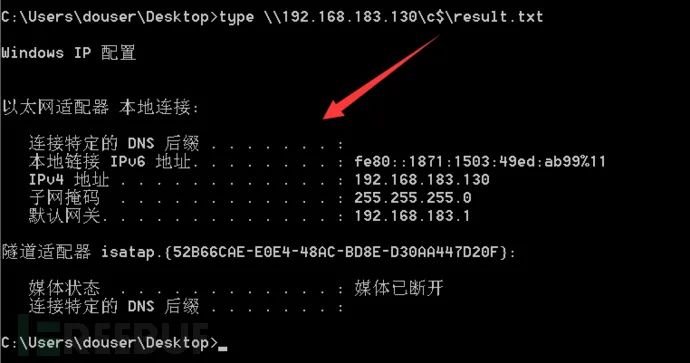 C:\Users\douser\Desktop>type \\192.168.183.130\c$\result.txt
Windows IP 配置
以太网适配器 本地连接:
连接特定的 DNS 后缀 . . . . . . . :
本地链接 IPv6 地址. . . . . . . . : fe80::1871:1503:49ed:ab99%11
IPv4 地址 . . . . . . . . . . . . : 192.168.183.130
子网掩码 . . . . . . . . . . . . : 255.255.255.0
默认网关. . . . . . . . . . . . . : 192.168.183.1
隧道适配器 isatap.{52B66CAE-E0E4-48AC-BD8E-D30AA447D20F}:
媒体状态 . . . . . . . . . . . . : 媒体已断开
连接特定的 DNS 后缀 . . . . . . . :
C:\Users\douser\Desktop>_
FREEBUF